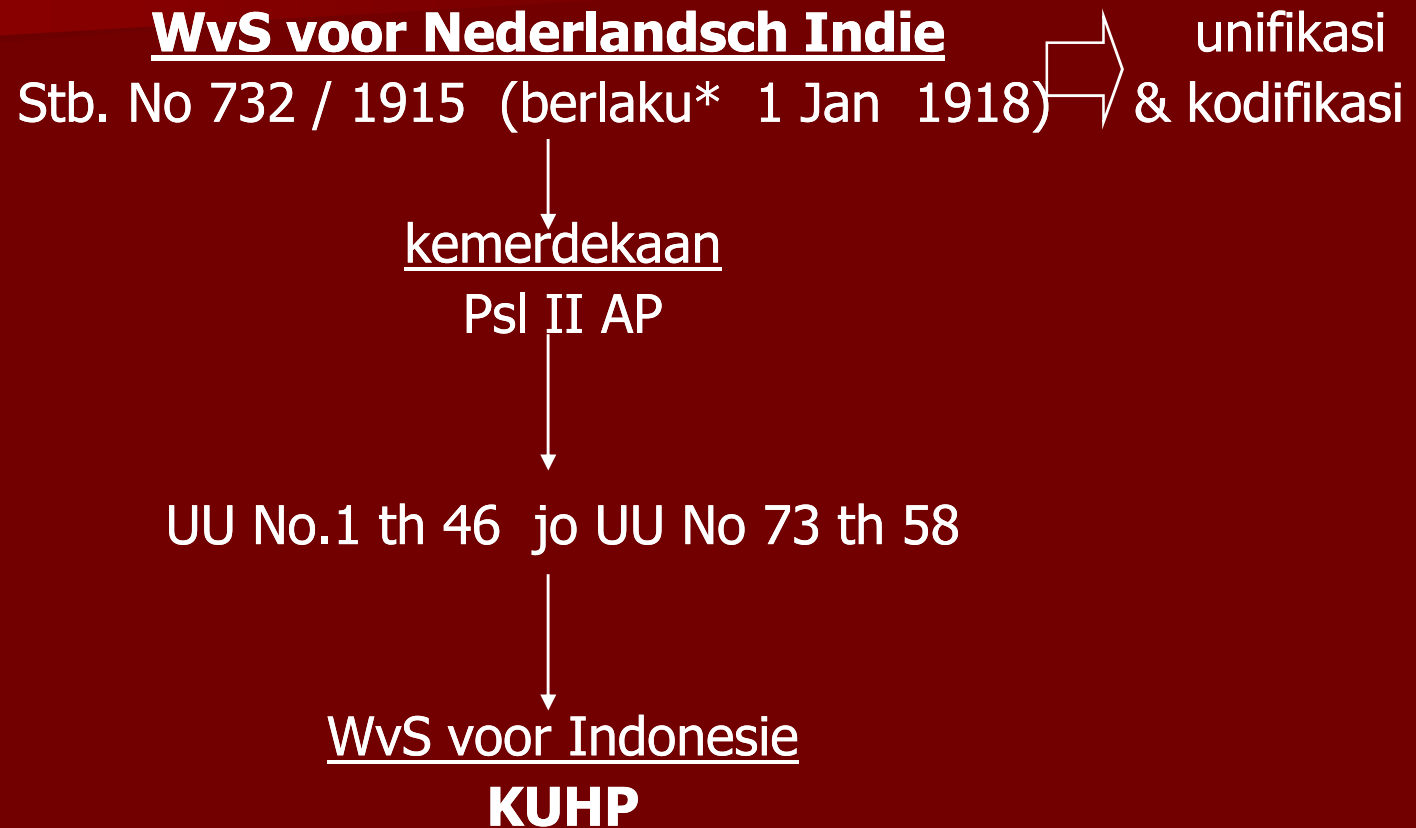 WvS voor Nederlandsch Indie
unifikasi
Stb. No 732 / 1915 (berlaku* 1 Jan 1918)
& kodifikasi
kemerdekaan
Psl II AP
UU No.1 th 46 jo UU No 73 th 58
WvS voor Indonesie
KUHP